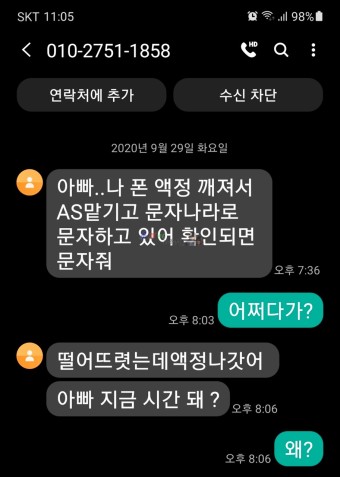 SKT 11:05
98%
010-2751-1858
HD
연락처에 추가
수신 차단
2020년 9월 29일 화요일
아빠..나 폰 액정 깨져서
AS맡기고 문자나라로
문자하고 있어 확인되면
문자줘
오후 7:36
어쩌다가?
오후 8:03
떨어뜨렷는데액정나갓어
아빠 지금 시간 돼 ?
오후 8:06
왜?
오후 8:06